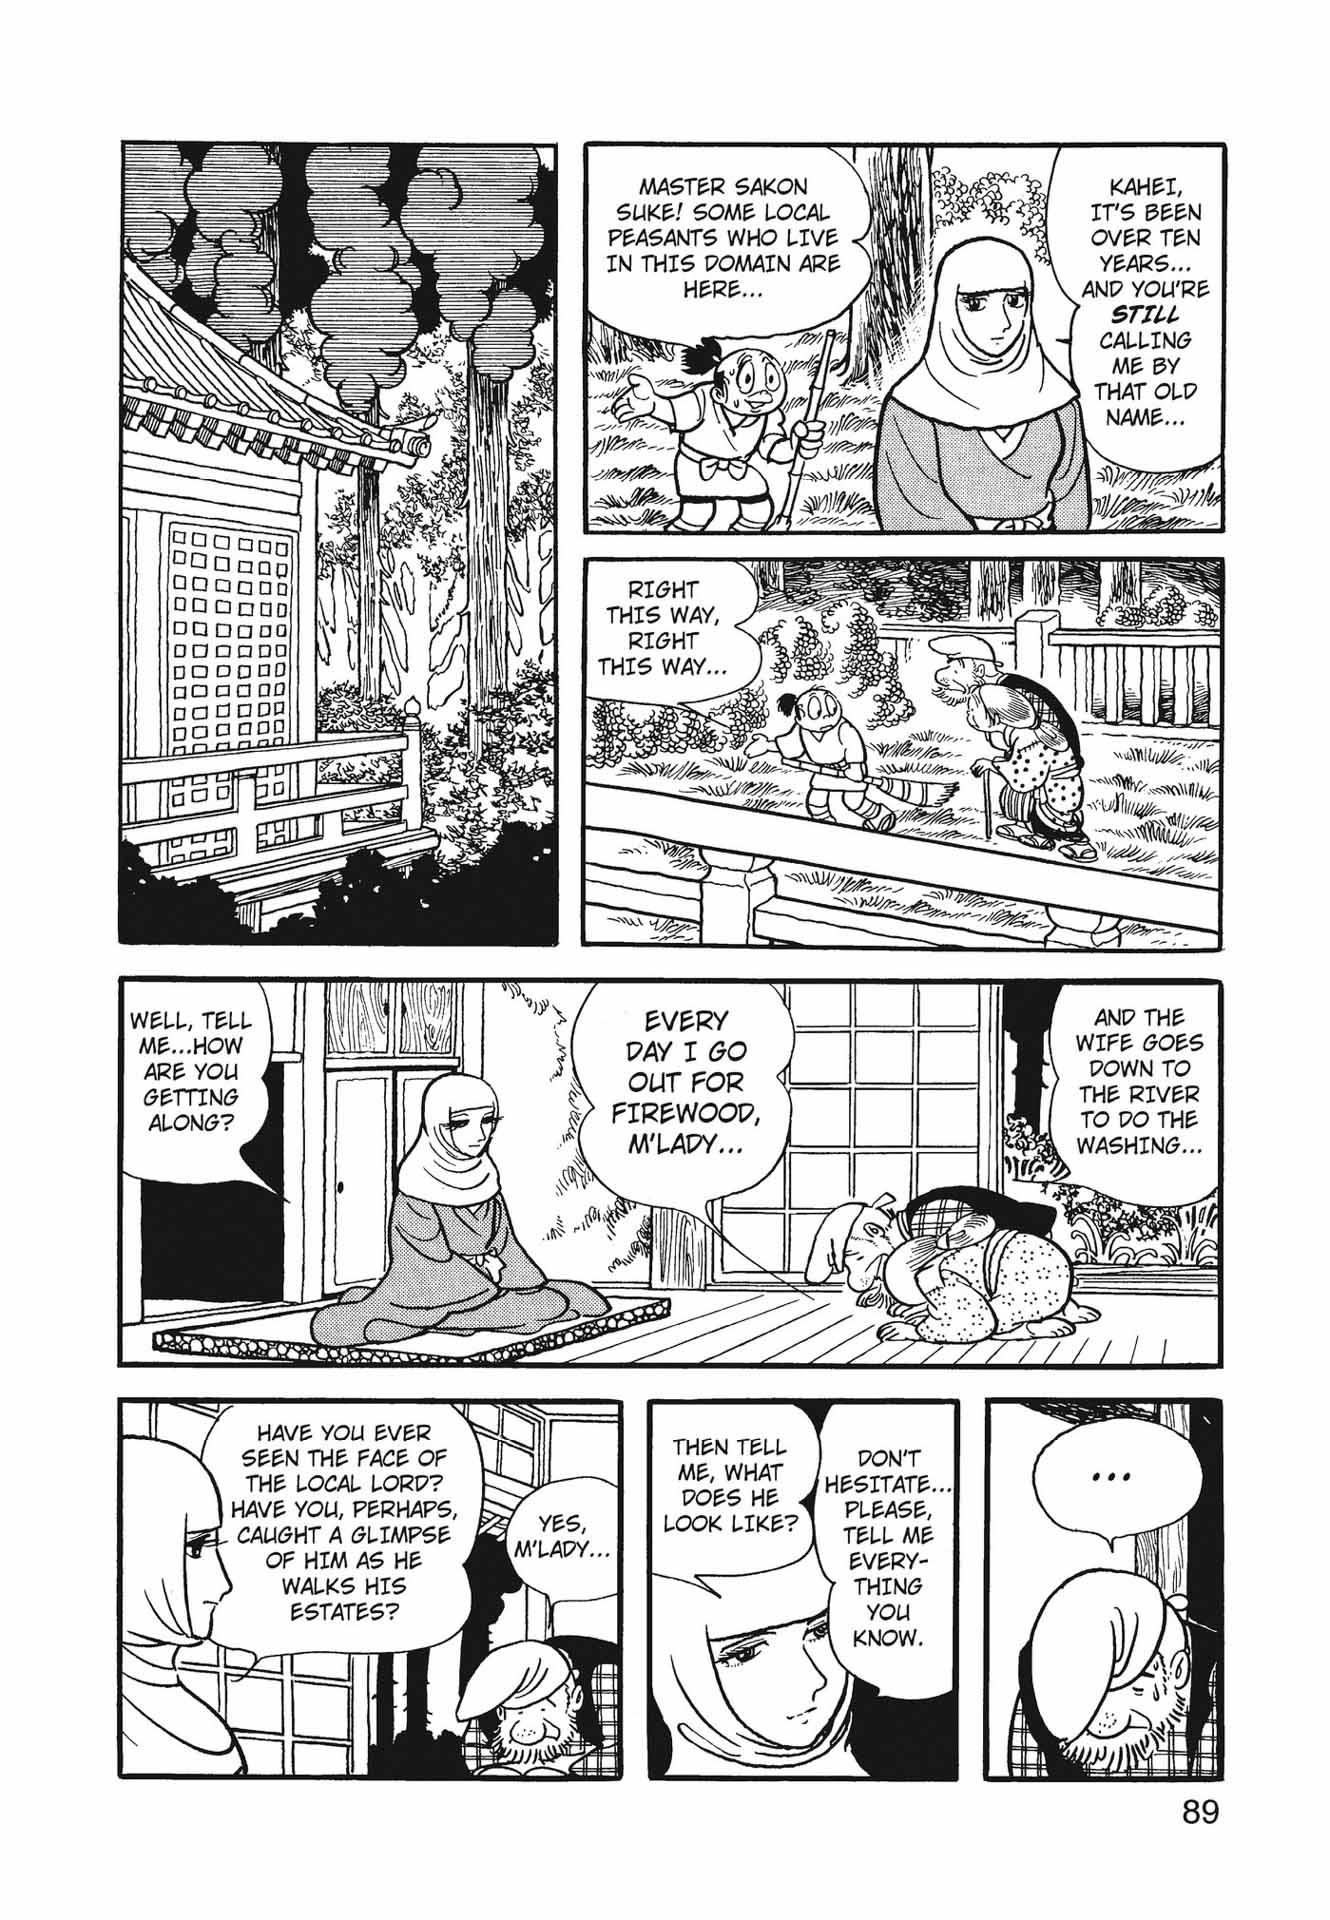 MASTER SAKON
SUKE! SOME LOCAL
PEASANTS WHO LIVE
IN THIS DOMAIN ARE
HERE...
KAHEI,
IT'S BEEN
OVER TEN
YEARS...
AND YOU'RE
STILL
CALLING
ME BY
THAT OLD
NAME...
RIGHT
THIS WAY,
RIGHT
THIS WAY...
WELL, TELL
ME...HOW
ARE YOU
GETTING
ALONG?
EVERY
DAY I GO
OUT FOR
FIREWOOD,
M'LADY...
AND THE
WIFE GOES
DOWN TO
THE RIVER
TO DO THE
WASHING...
HAVE YOU EVER
SEEN THE FACE OF
THE LOCAL LORD?
HAVE YOU, PERHAPS,
CAUGHT A GLIMPSE
OF HIM AS HE
WALKS HIS
ESTATES?
YES,
M'LADY...
THEN TELL
ME, WHAT
DOES HE
LOOK LIKE?
DON'T
HESITATE...
PLEASE,
TELL ME
EVERY-
THING
YOU
KNOW.
...
89